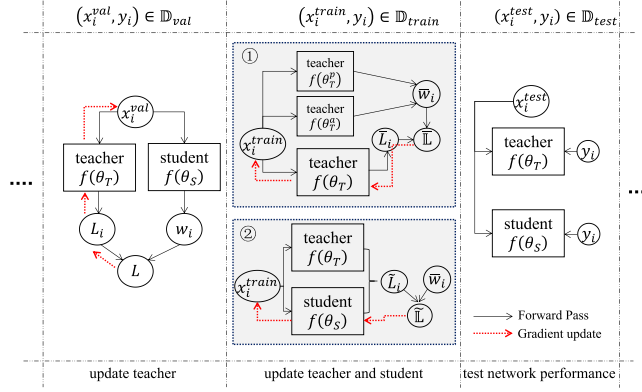 (x_i^{val}, y_i) ∈ 𝔻_{val}
(x_i^{train}, y_i) ∈ 𝔻_{train}
(x_i^{test}, y_i) ∈ 𝔻_{test}
x_i^{val}
teacher
f(θ_T)
student
f(θ_S)
L_i
w_i
L
①
teacher
f(θ_T^p)
teacher
f(θ_T^a)
w̅_i
x_i^{train}
L̅_i
𝕃̅
teacher
f(θ_T)
②
teacher
f(θ_T)
x_i^{train}
student
f(θ_S)
L̃_i
w̅_i
𝕃̃
x_i^{test}
teacher
f(θ_T)
y_i
student
f(θ_S)
y_i
Forward Pass
Gradient update
....
...
update teacher
update teacher and student
test network performance